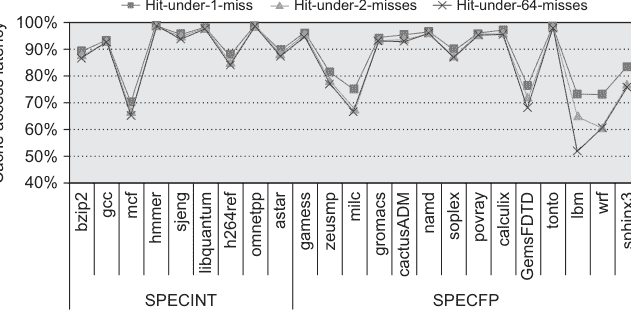 Hit-under-1-miss Hit-under-2-misses Hit-under-64-misses
100%
90%
80%
70%
60%
50%
40%
Cache access latency
bzip2
gcc
mcf
hmmer
sjeng
libquantum
h264ref
omnetpp
astar
gamess
zeusmp
milc
gromacs
cactusADM
namd
soplex
povray
calculix
GemsFDTD
tonto
lbm
wrf
sphinx3
SPECINT SPECFP